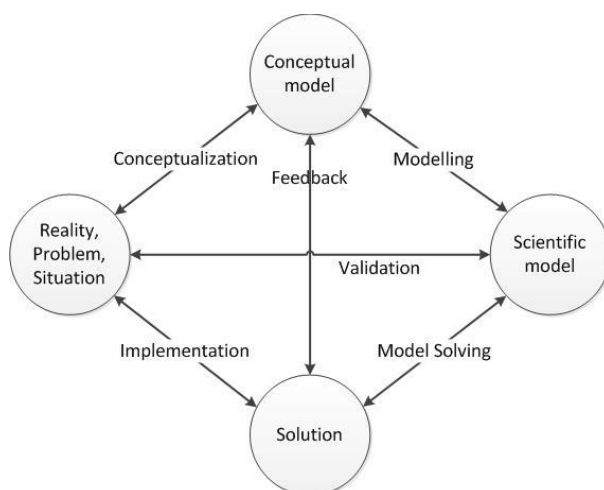 Conceptual
model
Conceptualization
Modelling
Feedback
Reality,
Problem,
Situation
Scientific
model
Validation
Implementation
Model Solving
Solution